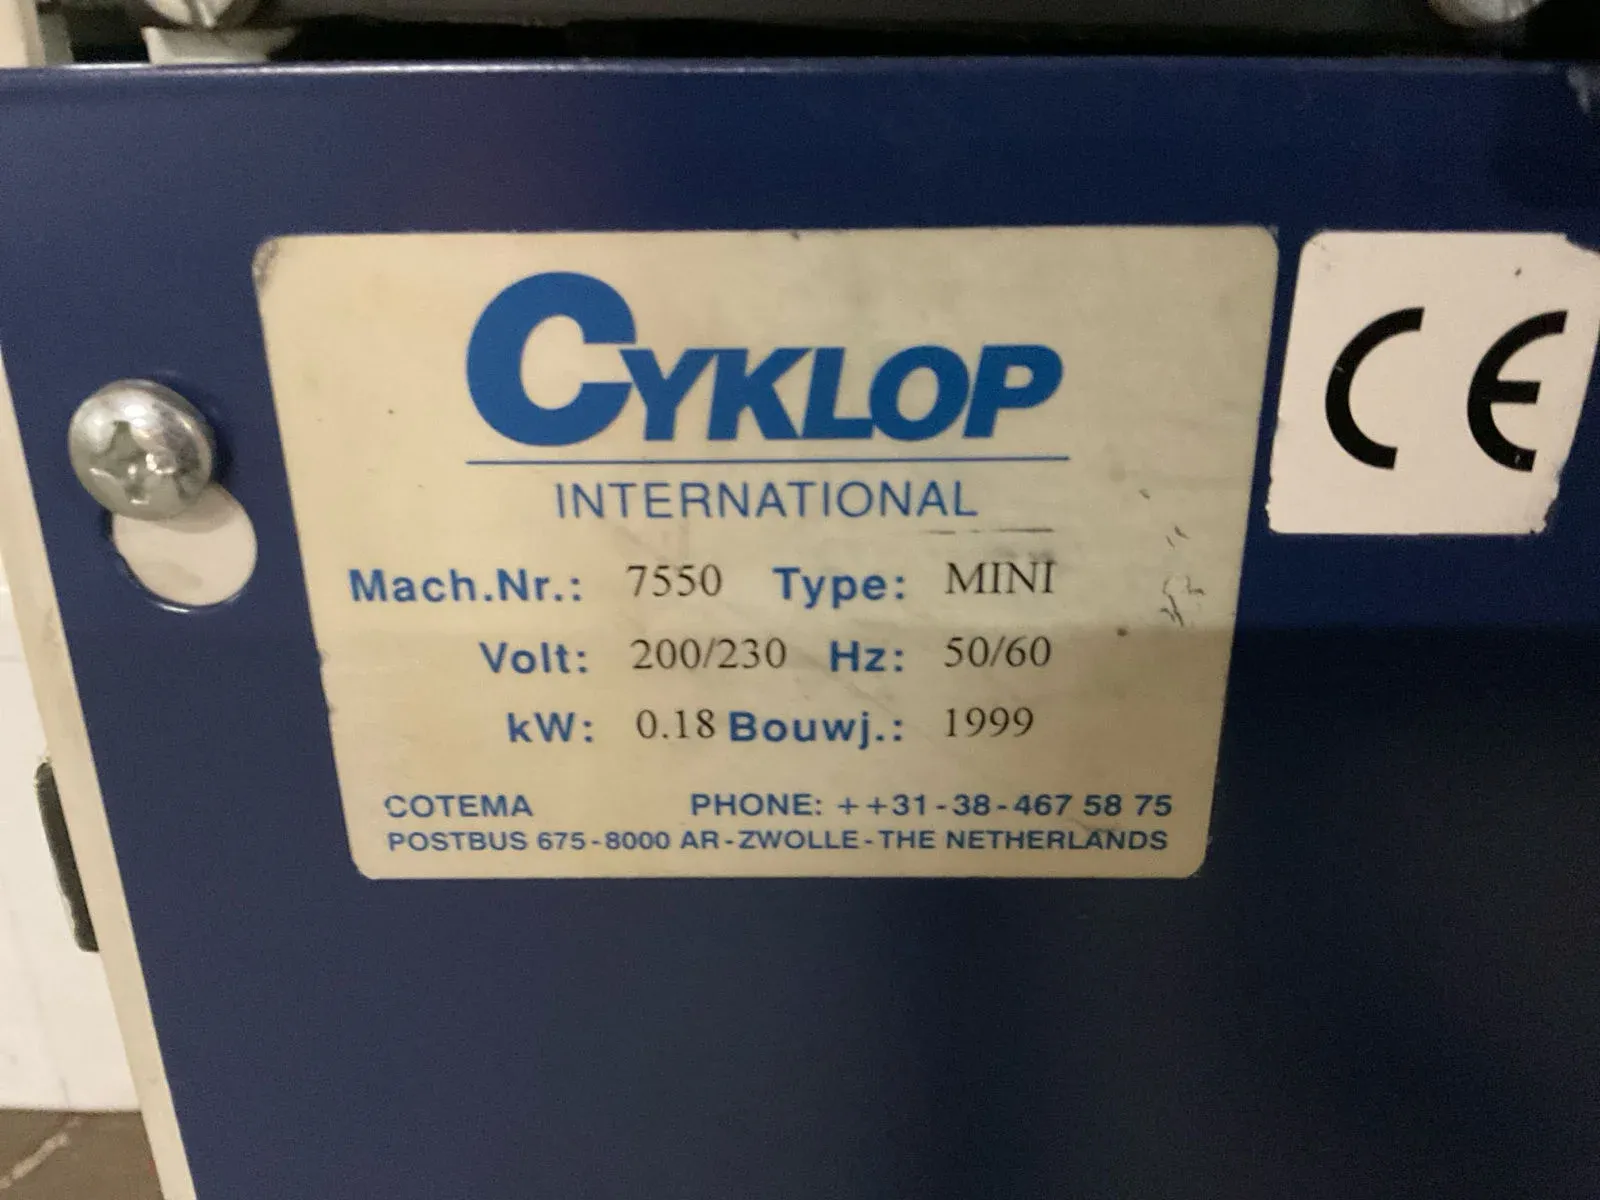 CYKLOP
INTERNATIONAL
Mach.Nr.: 7550 Type: MINI
Volt: 200/230 Hz: 50/60
kW: 0.18 Bouwj.: 1999
COTEMA PHONE: ++31-38-467 58 75
POSTBUS 675-8000 AR-ZWOLLE-THE NETHERLANDS
CE